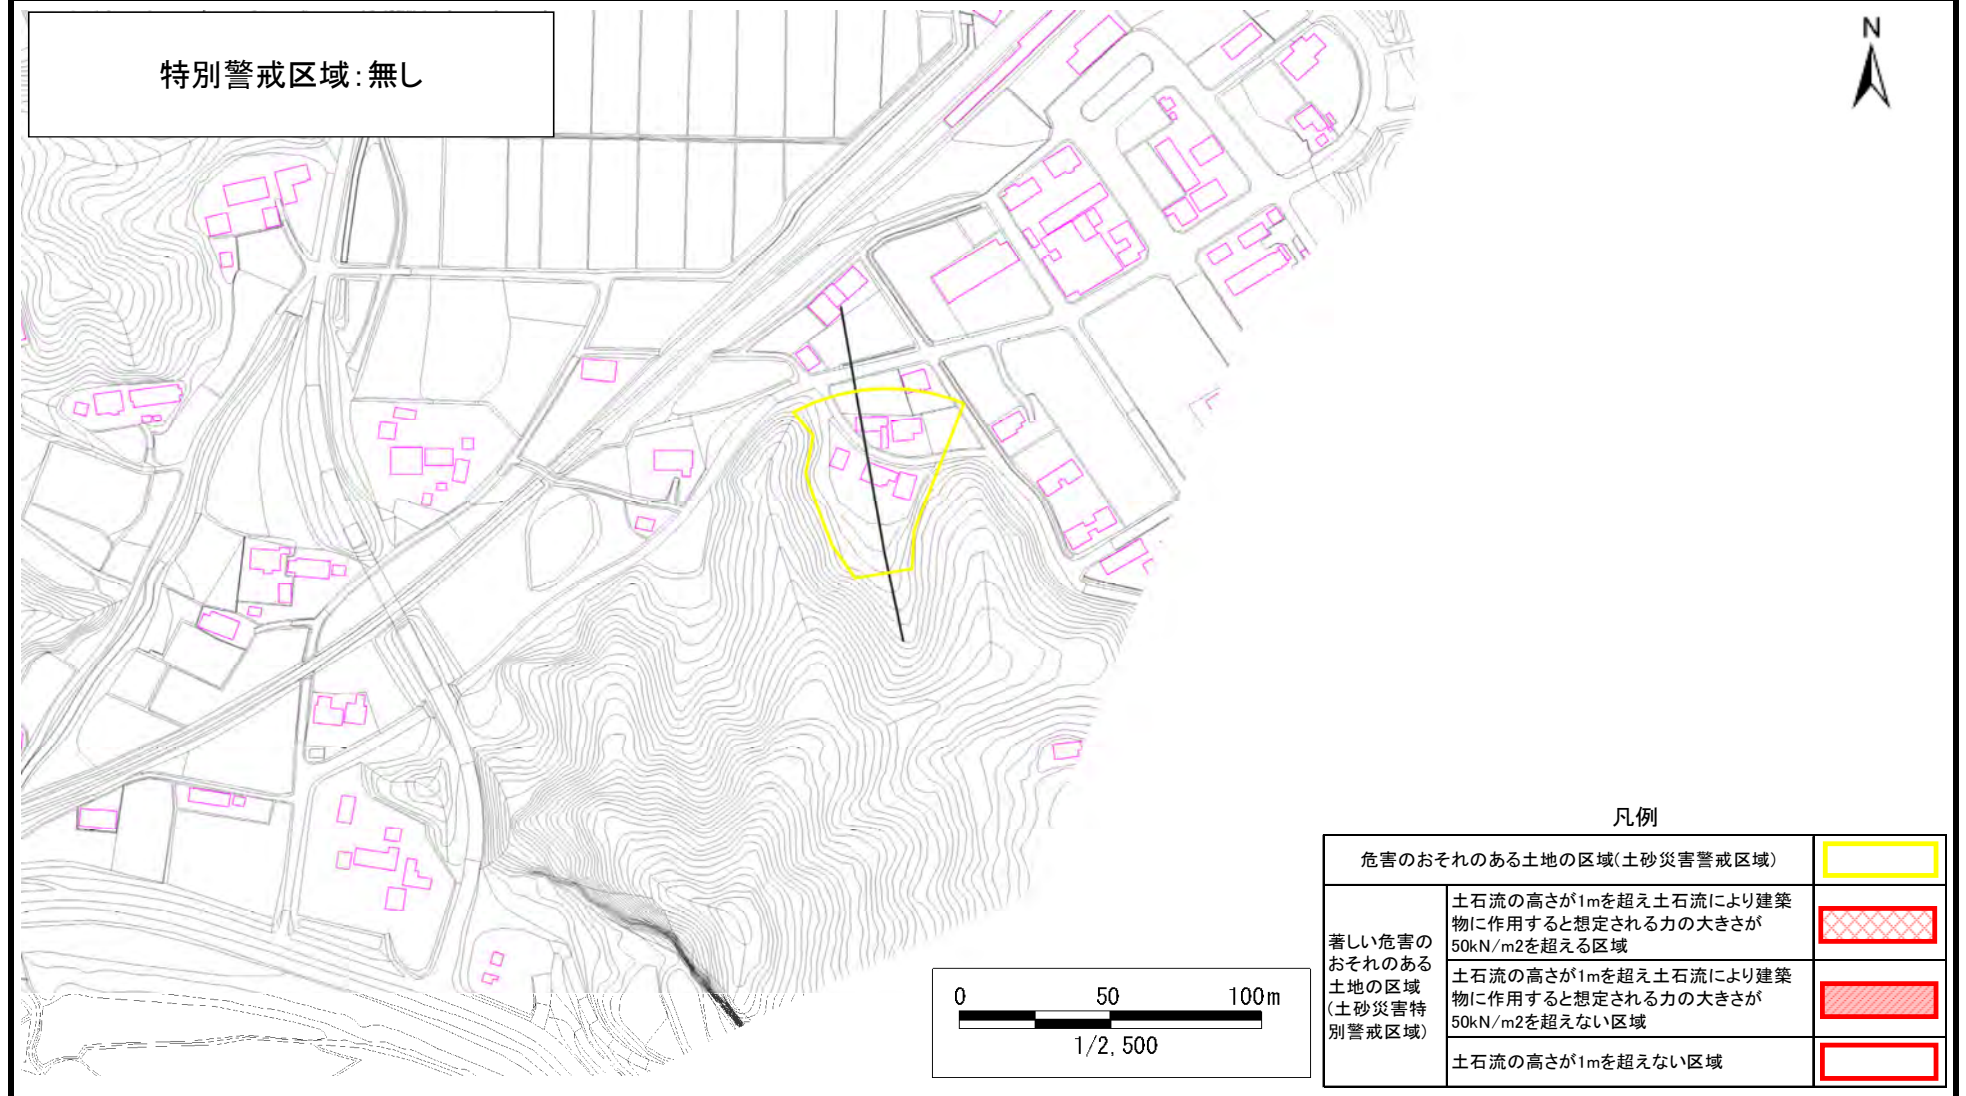 特別警戒区域：無し
N
凡例
危害のおそれのある土地の区域(土砂災害警戒区域)
著しい危害の
おそれのある
土地の区域
(土砂災害特
別警戒区域)
土石流の高さが1mを超え土石流により建築
物に作用すると想定される力の大きさが
50kN/m2を超える区域
土石流の高さが1mを超え土石流により建築
物に作用すると想定される力の大きさが
50kN/m2を超えない区域
土石流の高さが1mを超えない区域
0 50 100m
1/2,500